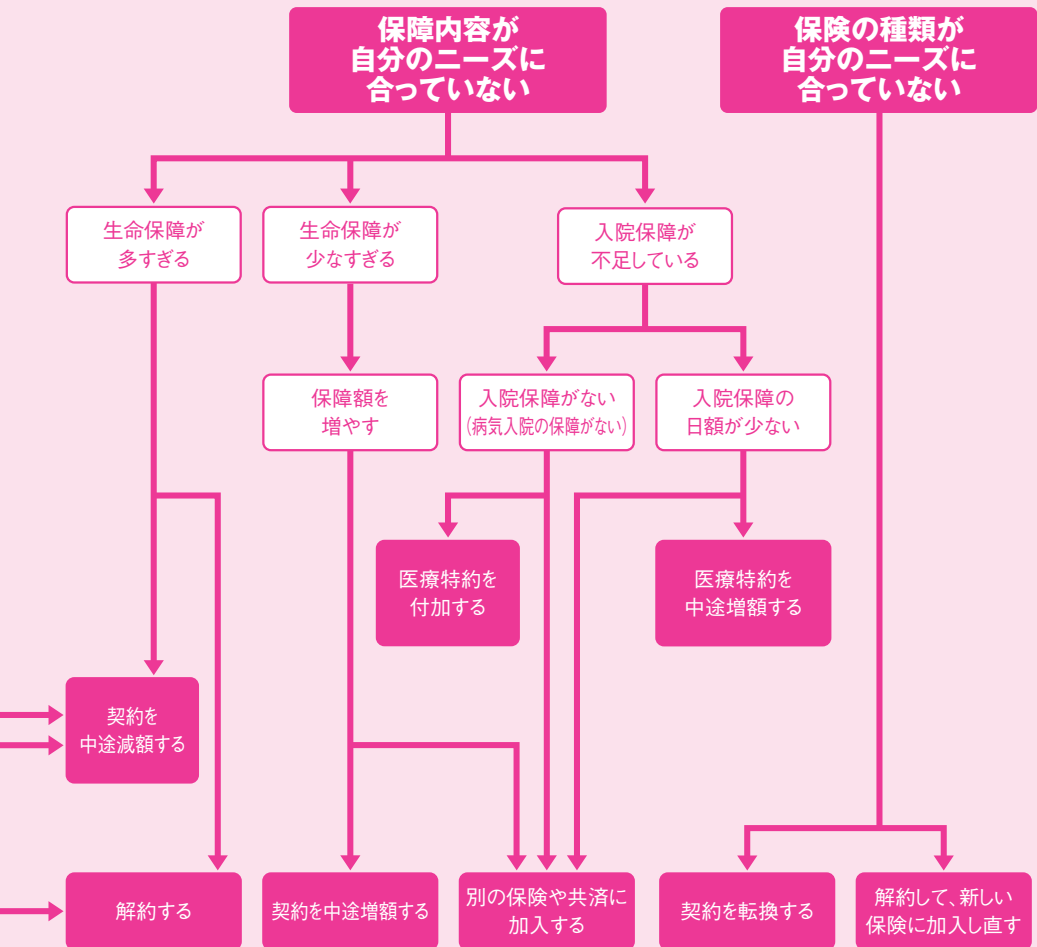 保障内容が
自分のニーズに
合っていない
保険の種類が
自分のニーズに
合っていない
生命保障が
多すぎる
生命保障が
少なすぎる
入院保障が
不足している
保障額を
増やす
入院保障がない
(病気入院の保障がない)
入院保障の
日額が少ない
医療特約を
付加する
医療特約を
中途増額する
契約を
中途減額する
解約する
契約を中途増額する
別の保険や共済に
加入する
契約を転換する
解約して、新しい
保険に加入し直す